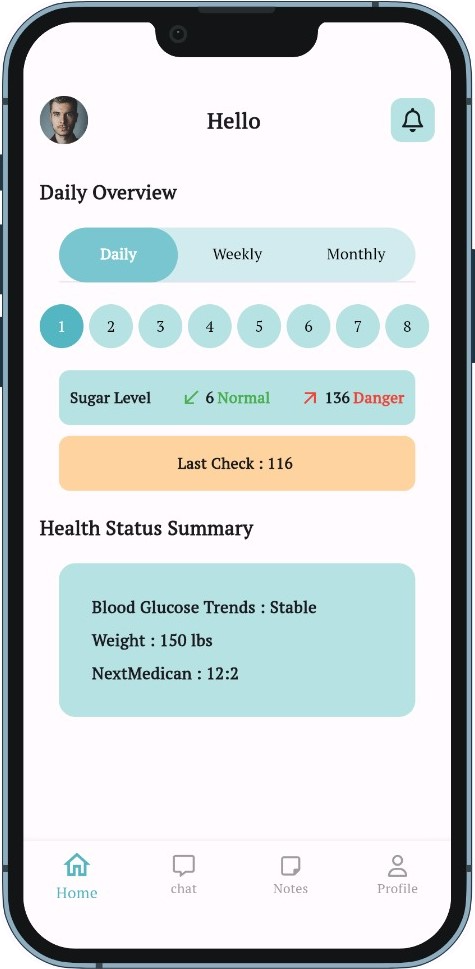 Hello
Daily Overview
Daily Weekly Monthly
1 2 3 4 5 6 7 8
Sugar Level 6 Normal 136 Danger
Last Check : 116
Health Status Summary
Blood Glucose Trends : Stable
Weight : 150 lbs
NextMedican : 12:2
Home chat Notes Profile